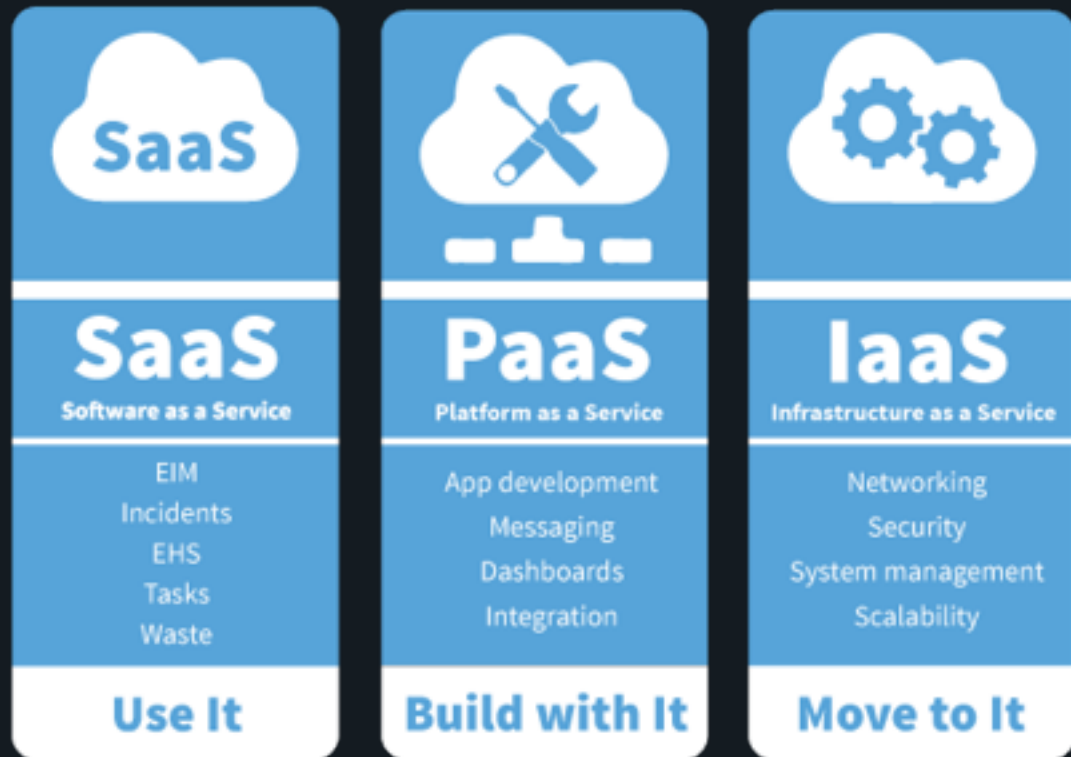 SaaS
SaaS
Software as a Service
EIM
Incidents
EHS
Tasks
Waste
Use It
PaaS
Platform as a Service
App development
Messaging
Dashboards
Integration
Build with It
IaaS
Infrastructure as a Service
Networking
Security
System management
Scalability
Move to It